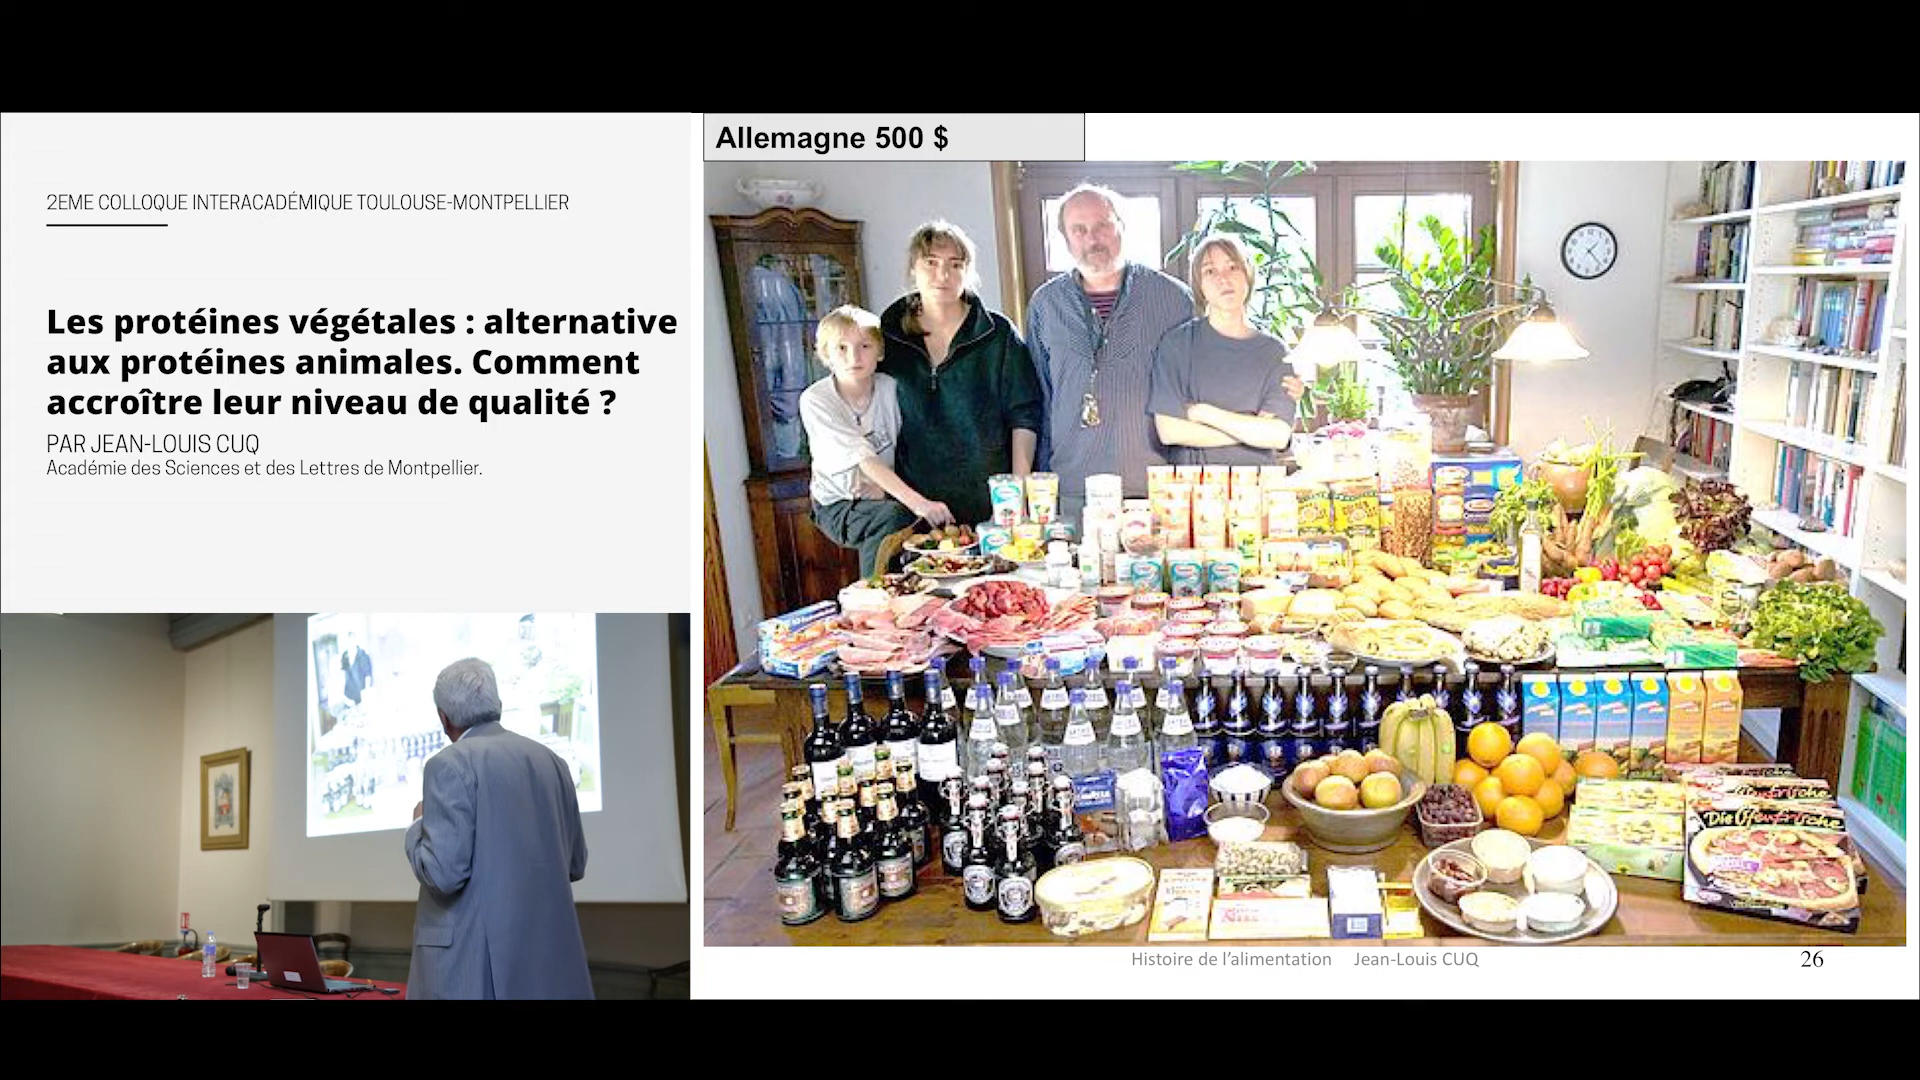 2EME COLLOQUE INTERACADÉMIQUE TOULOUSE-MONTPELLIER
Les protéines végétales : alternative
aux protéines animales. Comment
accroître leur niveau de qualité ?
PAR JEAN-LOUIS CUQ
Académie des Sciences et des Lettres de Montpellier.
Allemagne 500 $
Die Ofenfrische
Histoire de l'alimentation Jean-Louis CUQ
26